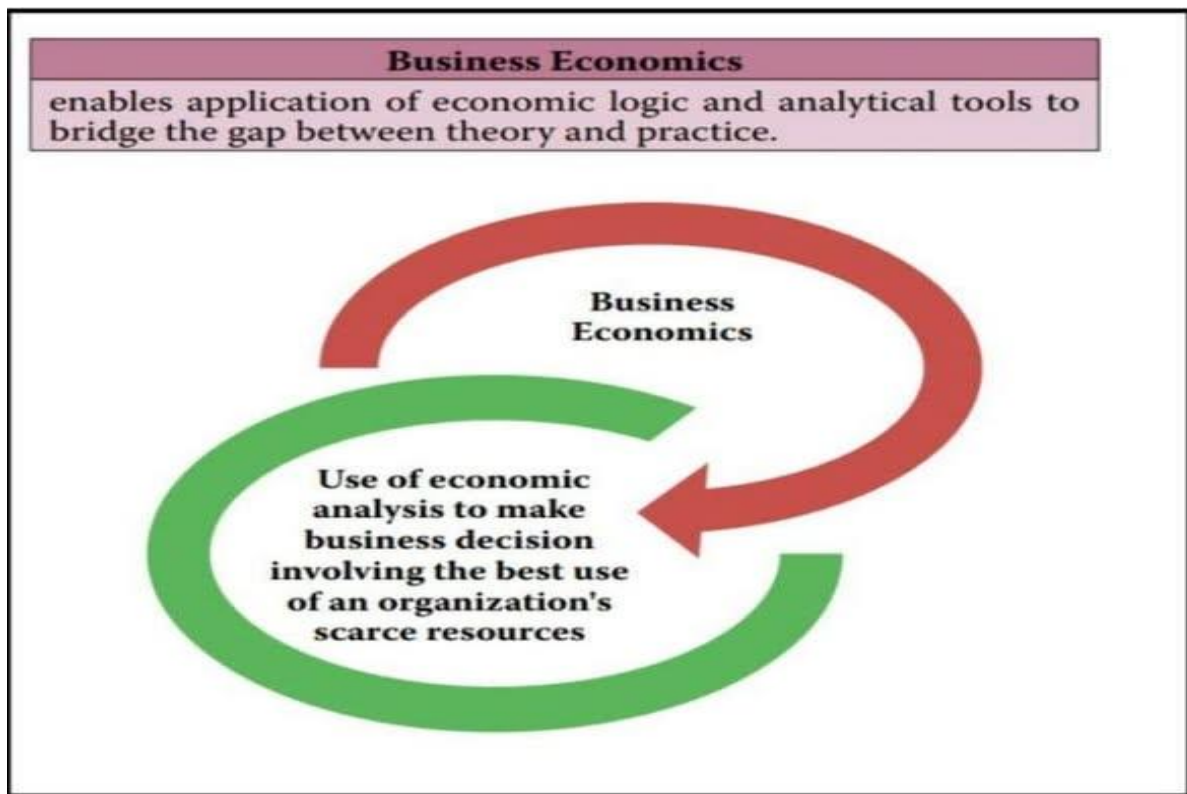 Business Economics
enables application of economic logic and analytical tools to
bridge the gap between theory and practice.
Business
Economics
Use of economic
analysis to make
business decision
involving the best use
of an organization's
scarce resources